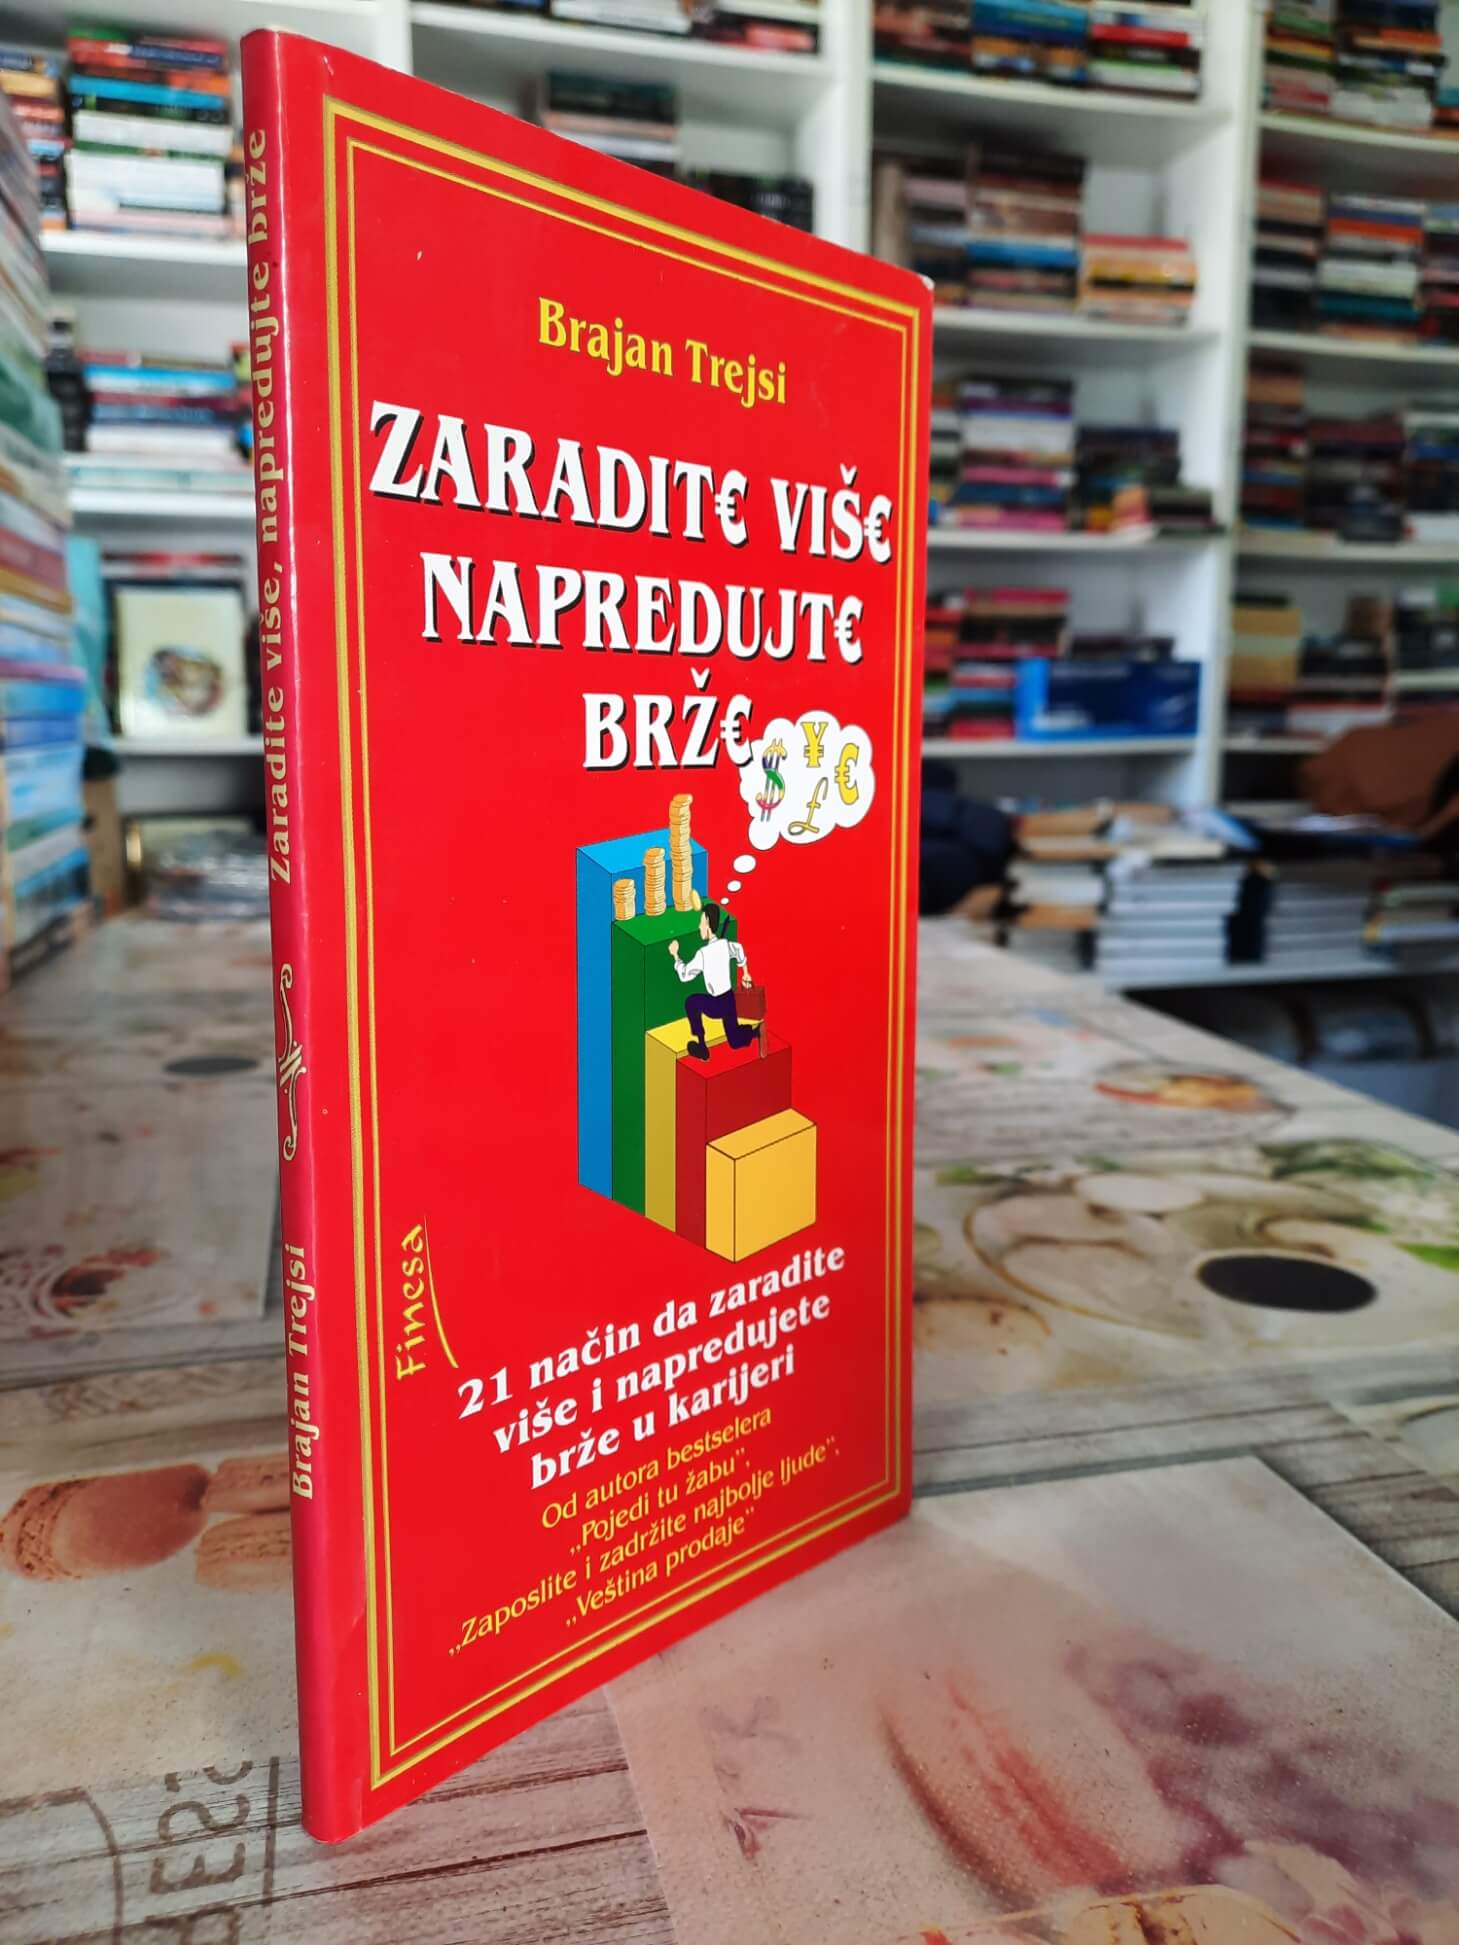 Zaradite više, napredujte brže
Brajan Trejsi
Brajan Trejsi
ZARADIT€ VIŠ€
NAPREDUJT€
BRŽ€
$ ¥ € £
Finesa
21 način da zaradite
više i napredujete
brže u karijeri
Od autora bestselera
„Pojedi tu žabu”,
„Zaposlite i zadržite najbolje ljude”,
„Veština prodaje”